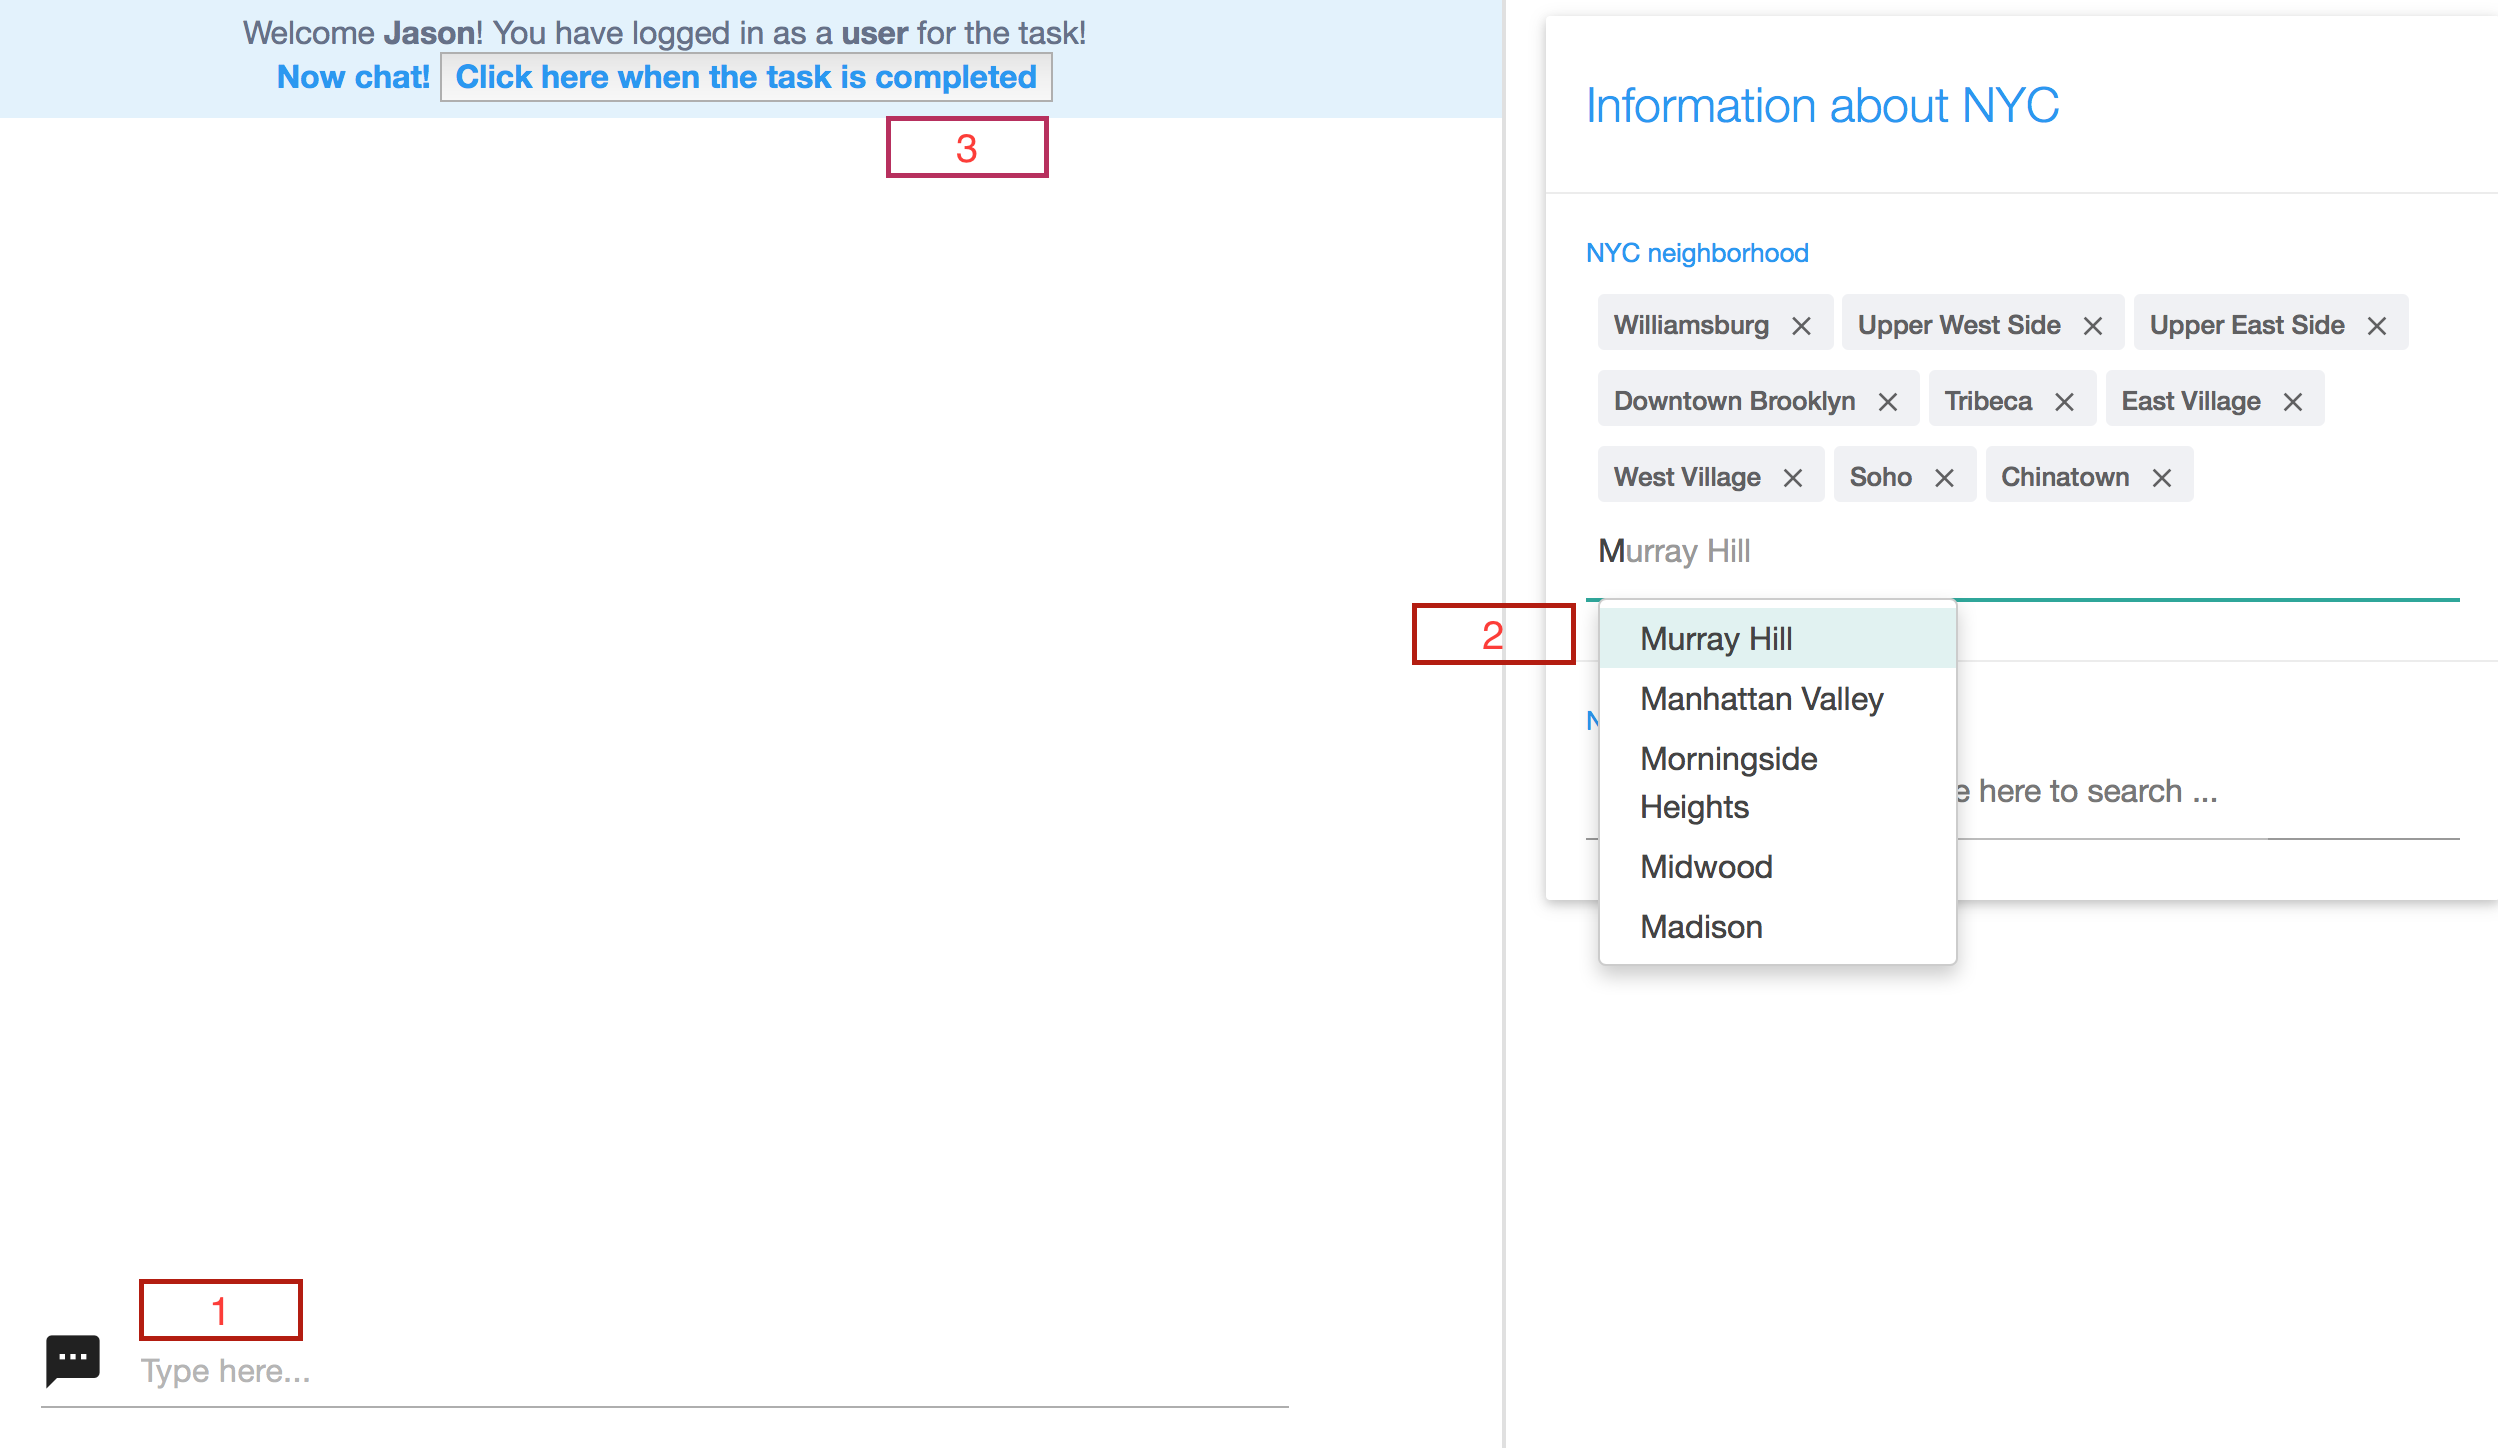 Welcome Jason! You have logged in as a user for the task!
Now chat! Click here when the task is completed
3
1
Type here...
Information about NYC
NYC neighborhood
Williamsburg × Upper West Side × Upper East Side ×
Downtown Brooklyn × Tribeca × East Village ×
West Village × Soho × Chinatown ×
Murray Hill
2
Murray Hill
Manhattan Valley
Morningside
Heights
Midwood
Madison
here to search ...